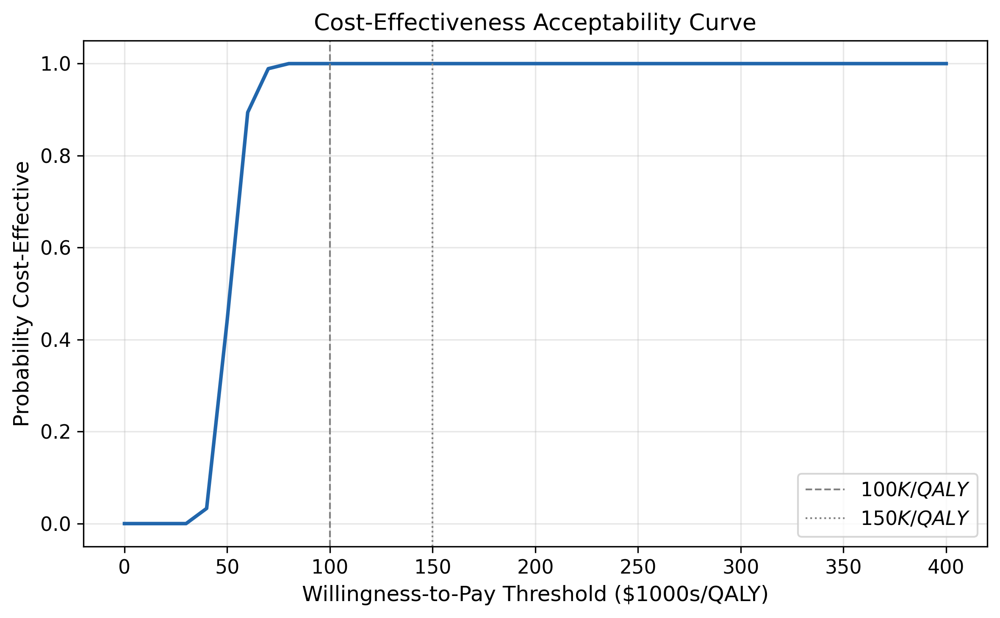 Cost-Effectiveness Acceptability Curve
Probability Cost-Effective
1.0
0.8
0.6
0.4
0.2
0.0
100K/QALY
150K/QALY
0 50 100 150 200 250 300 350 400
Willingness-to-Pay Threshold ($1000s/QALY)